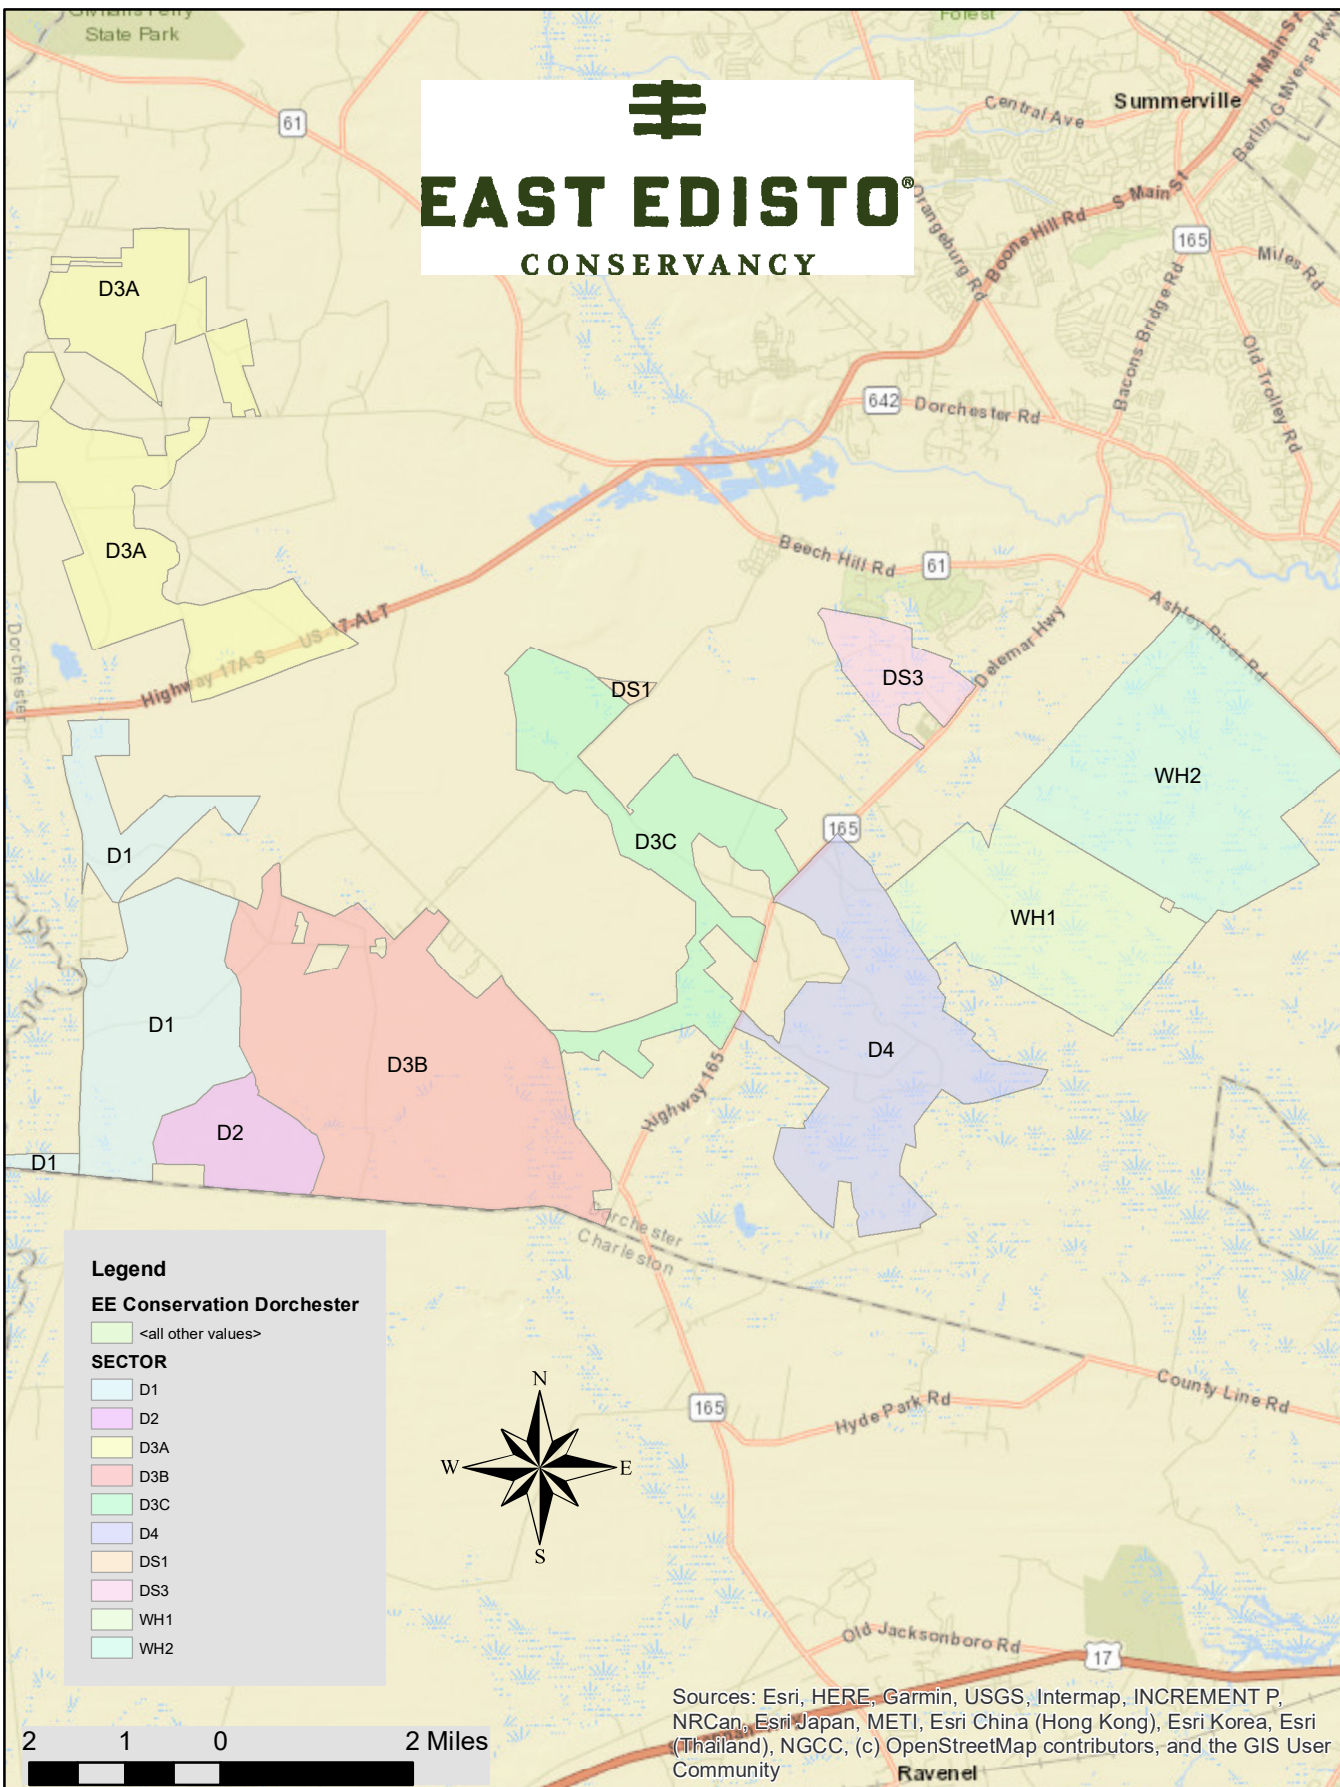 Givhans Ferry
State Park
Forest
Summerville
N Main St
Berlin G Myers Pkwy
Central Ave
61
EAST EDISTO®
CONSERVANCY
Orangeburg Rd
Boone Hill Rd
S Main St
165
Miles Rd
Bacons Bridge Rd
Old Trolley Rd
D3A
642
Dorchester Rd
D3A
Beech Hill Rd
61
Ashley River Rd
Delemar Hwy
Dorchester
Highway 17A S
US 17 ALT
DS1
DS3
WH2
D1
D3C
165
WH1
D1
D3B
D4
D2
D1
Highway 165
Dorchester
Charleston
Legend
EE Conservation Dorchester
<all other values>
SECTOR
D1
D2
D3A
D3B
D3C
D4
DS1
DS3
WH1
WH2
N
W
E
S
165
Hyde Park Rd
County Line Rd
Old Jacksonboro Rd
17
2 1 0 2 Miles
Sources: Esri, HERE, Garmin, USGS, Intermap, INCREMENT P,
NRCan, Esri Japan, METI, Esri China (Hong Kong), Esri Korea, Esri
(Thailand), NGCC, (c) OpenStreetMap contributors, and the GIS User
Community
Ravenel